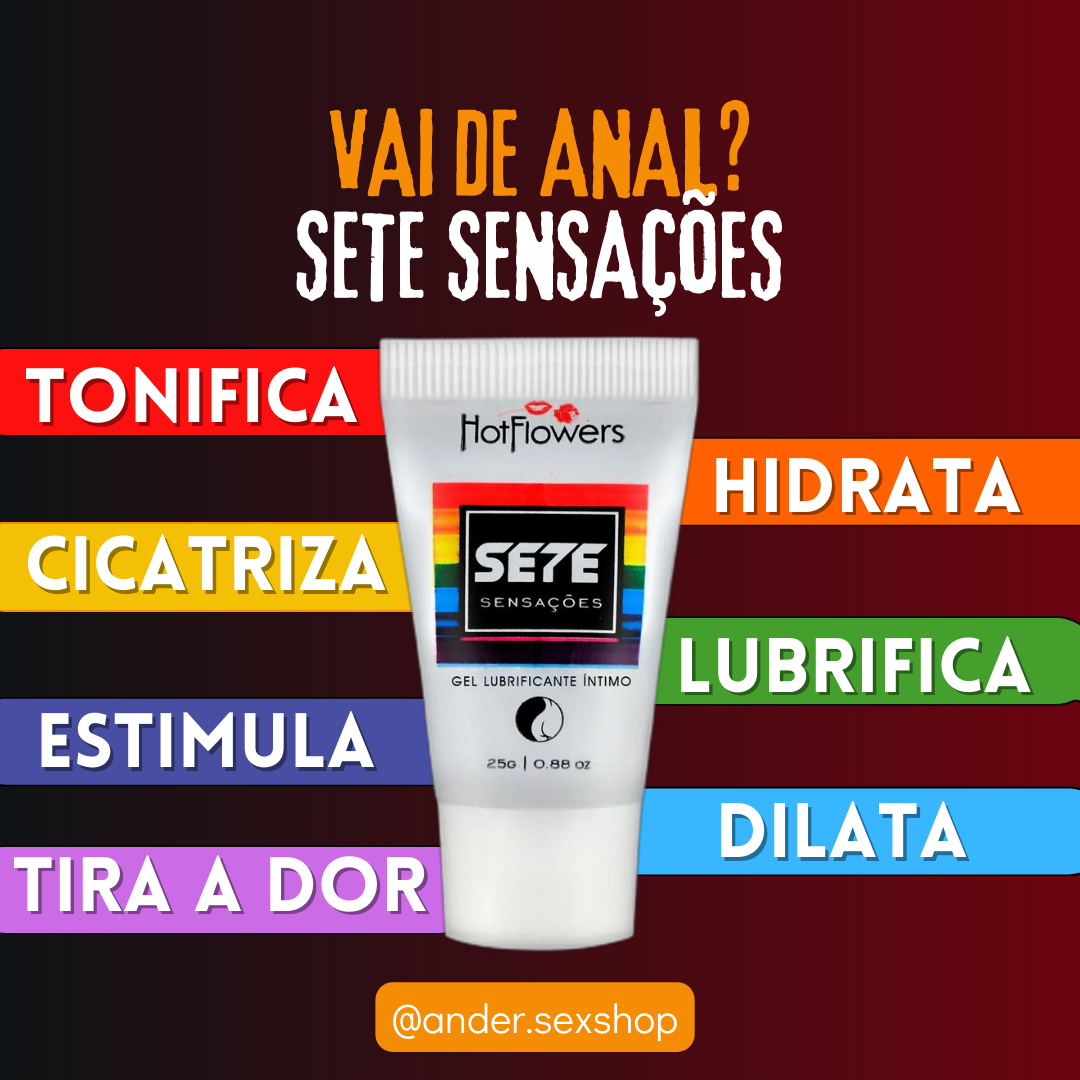 VAI DE ANAL?
SETE SENSAÇÕES
TONIFICA
HotFlowers
HIDRATA
CICATRIZA
SE7E
SENSAÇÕES
LUBRIFICA
GEL LUBRIFICANTE ÍNTIMO
ESTIMULA
25G | 0.88 oz
DILATA
TIRA A DOR
@ander.sexshop